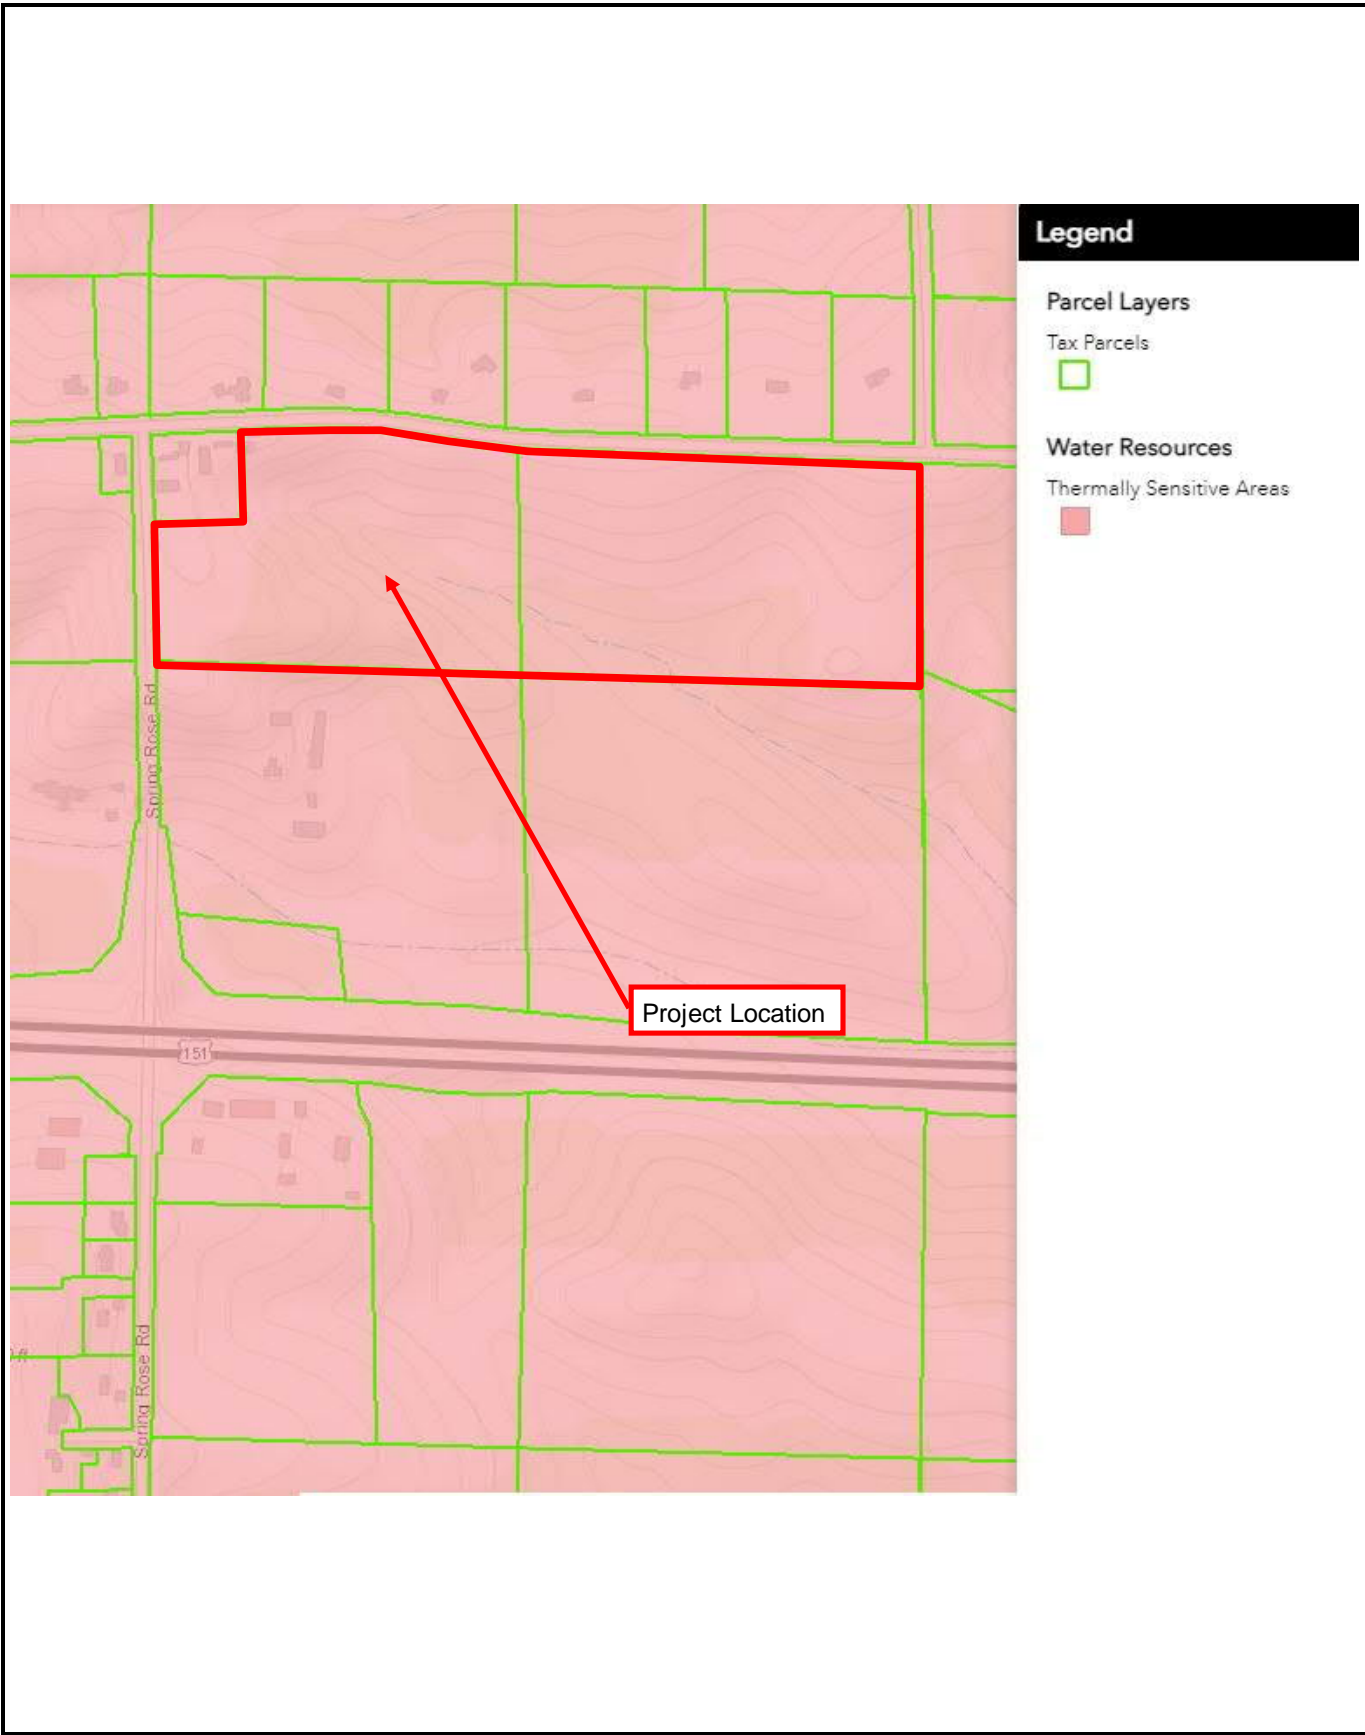 Legend
Parcel Layers
Tax Parcels
Water Resources
Thermally Sensitive Areas
Spring Rose Rd
Project Location
151
Spring Rose Rd